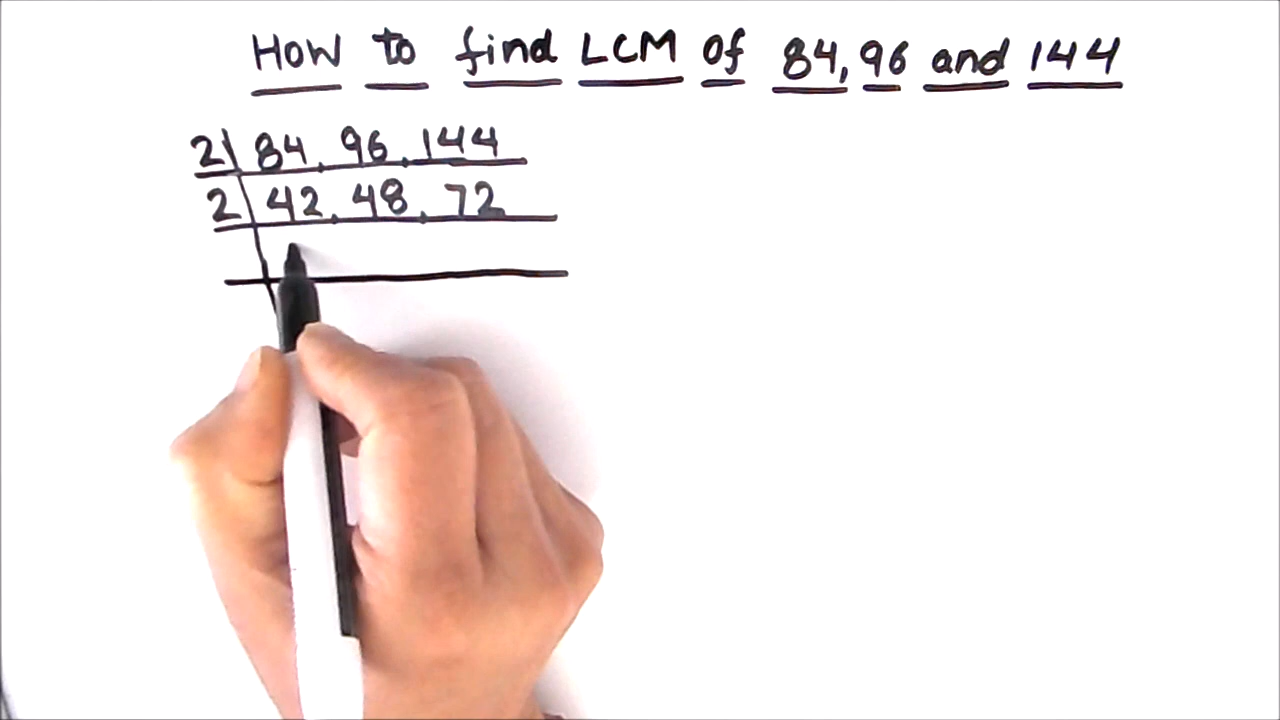 How to find LCM of 84, 96 and 144
2 84, 96, 144
2 42, 48, 72